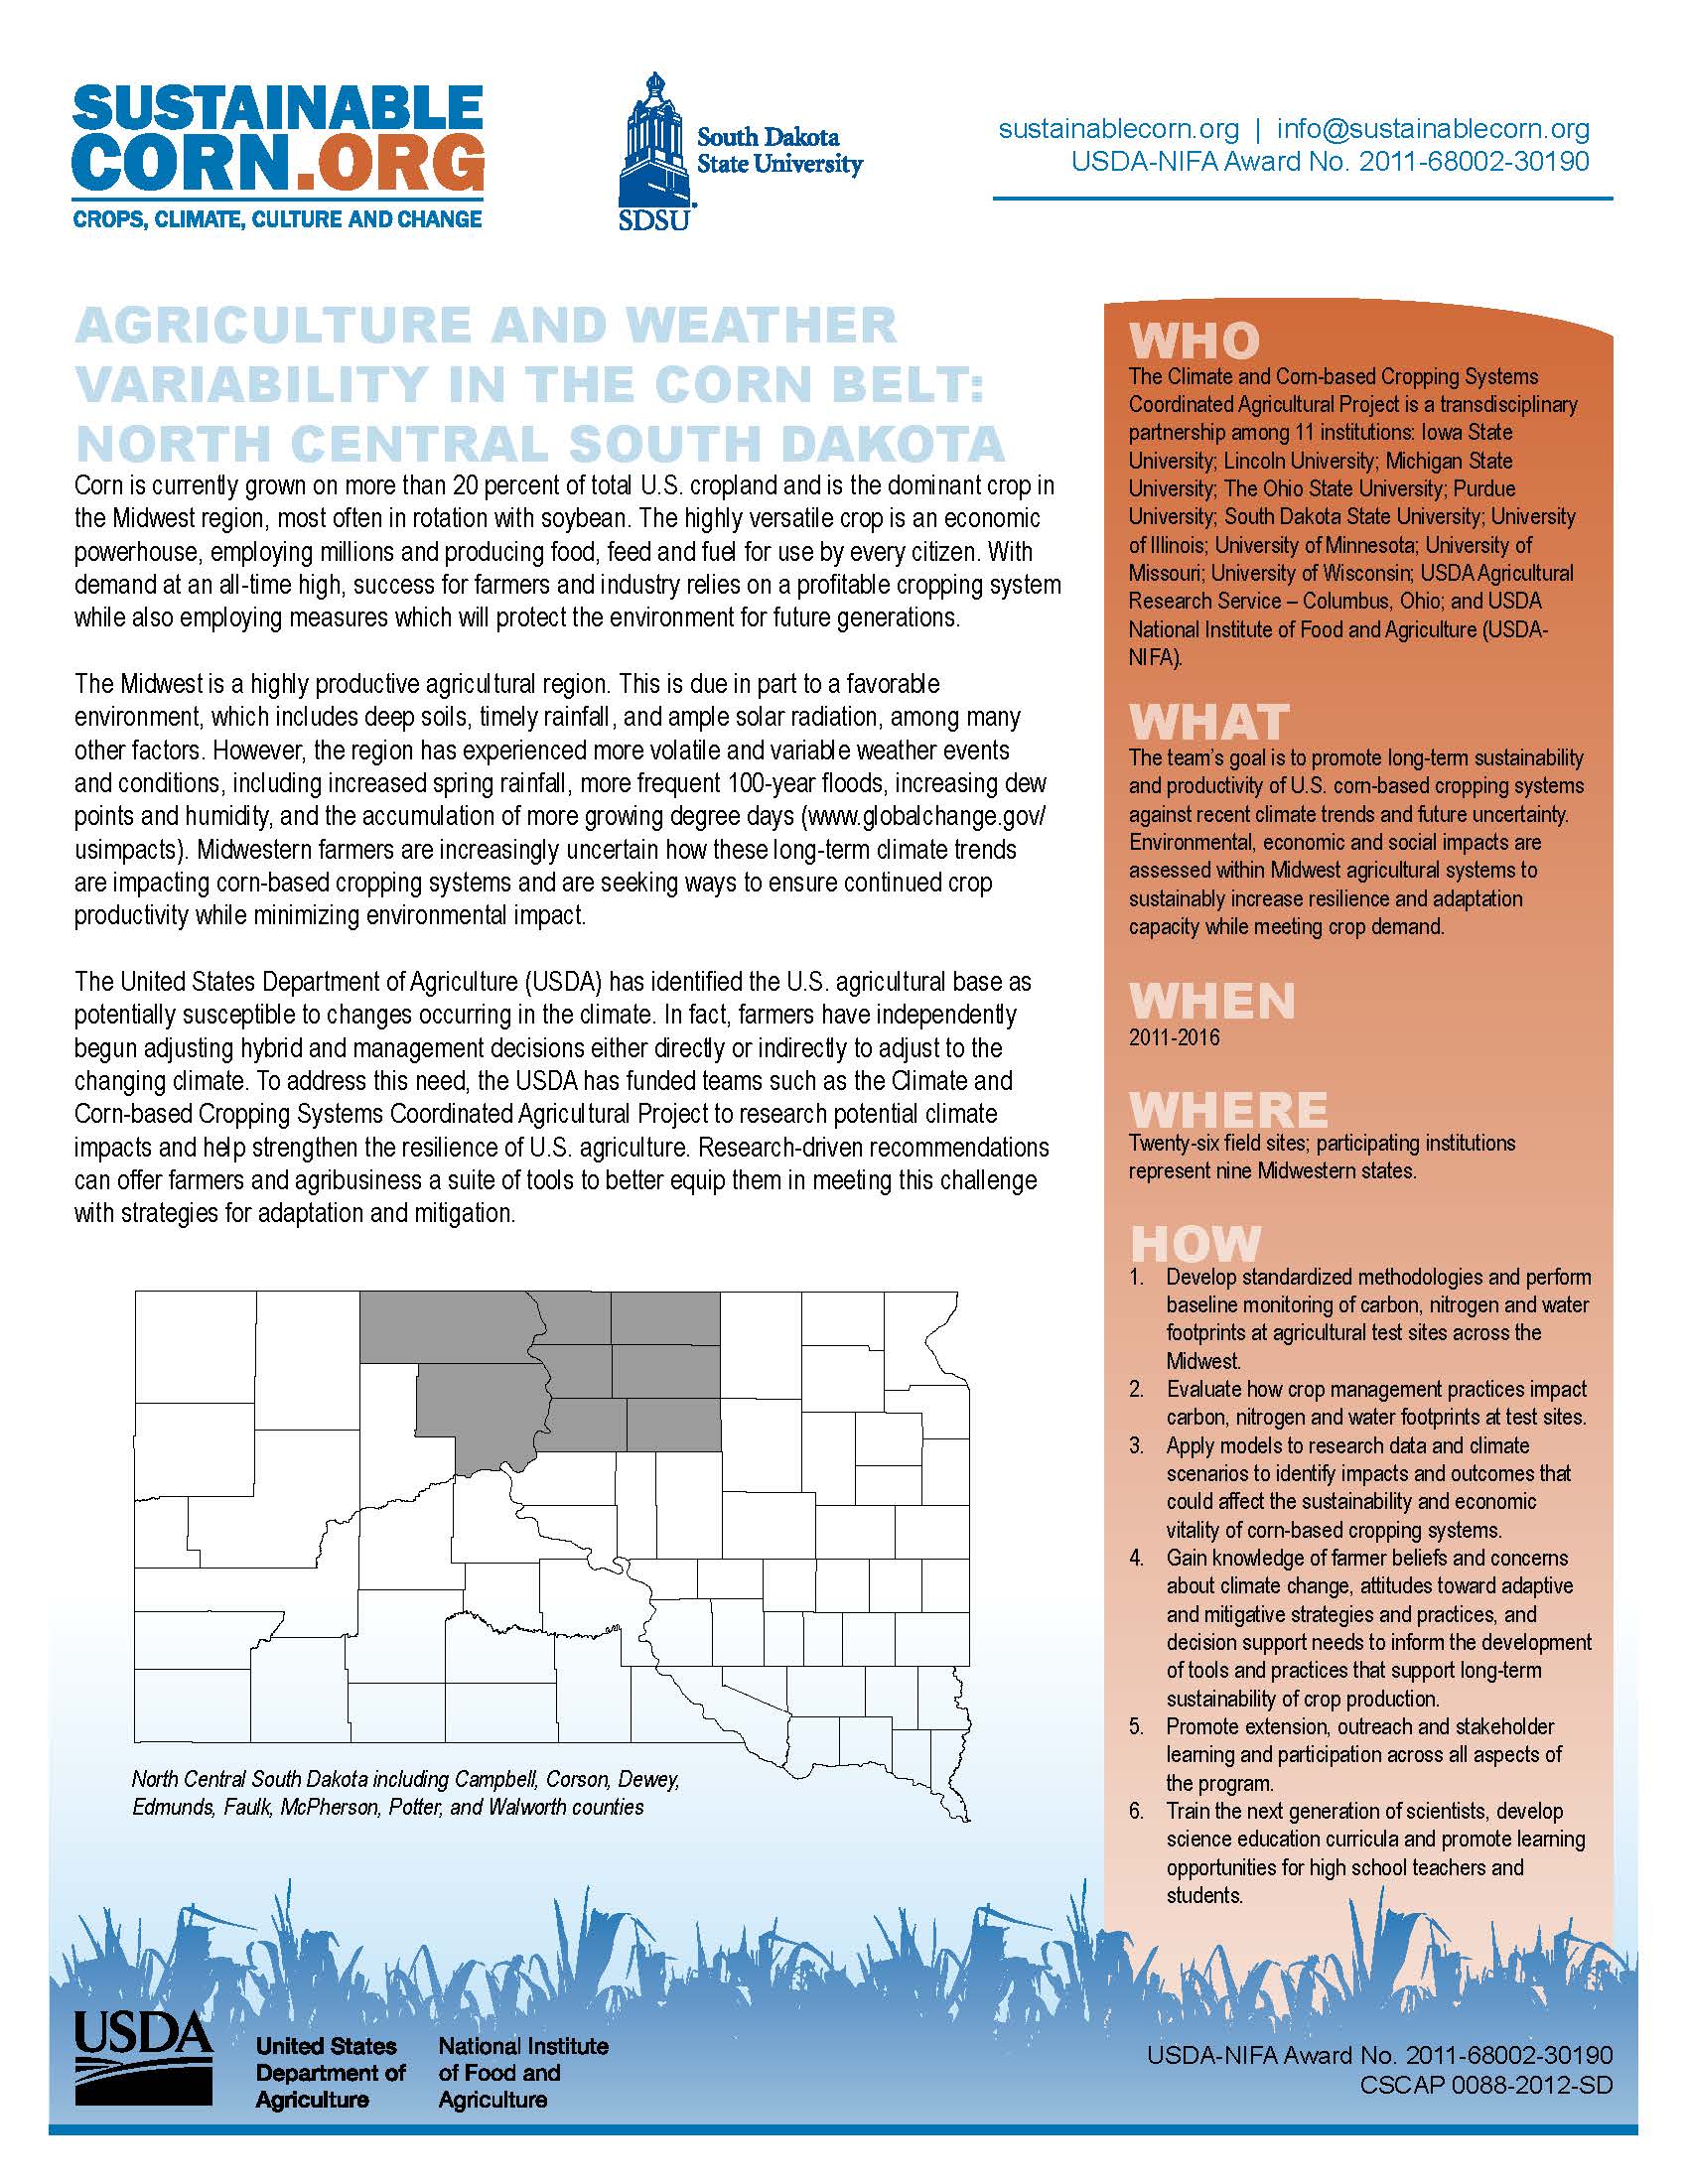 SUSTAINABLE
CORN.ORG
CROPS, CLIMATE, CULTURE AND CHANGE
South Dakota
State University
SDSU
sustainablecorn.org | info@sustainablecorn.org
USDA-NIFA Award No. 2011-68002-30190
AGRICULTURE AND WEATHER
VARIABILITY IN THE CORN BELT:
NORTH CENTRAL SOUTH DAKOTA
Corn is currently grown on more than 20 percent of total U.S. cropland and is the dominant crop in
the Midwest region, most often in rotation with soybean. The highly versatile crop is an economic
powerhouse, employing millions and producing food, feed and fuel for use by every citizen. With
demand at an all-time high, success for farmers and industry relies on a profitable cropping system
while also employing measures which will protect the environment for future generations.
The Midwest is a highly productive agricultural region. This is due in part to a favorable
environment, which includes deep soils, timely rainfall, and ample solar radiation, among many
other factors. However, the region has experienced more volatile and variable weather events
and conditions, including increased spring rainfall, more frequent 100-year floods, increasing dew
points and humidity, and the accumulation of more growing degree days (www.globalchange.gov/
usimpacts). Midwestern farmers are increasingly uncertain how these long-term climate trends
are impacting corn-based cropping systems and are seeking ways to ensure continued crop
productivity while minimizing environmental impact.
The United States Department of Agriculture (USDA) has identified the U.S. agricultural base as
potentially susceptible to changes occurring in the climate. In fact, farmers have independently
begun adjusting hybrid and management decisions either directly or indirectly to adjust to the
changing climate. To address this need, the USDA has funded teams such as the Climate and
Corn-based Cropping Systems Coordinated Agricultural Project to research potential climate
impacts and help strengthen the resilience of U.S. agriculture. Research-driven recommendations
can offer farmers and agribusiness a suite of tools to better equip them in meeting this challenge
with strategies for adaptation and mitigation.
North Central South Dakota including Campbell, Corson, Dewey,
Edmunds, Faulk, McPherson, Potter, and Walworth counties
WHO
The Climate and Corn-based Cropping Systems
Coordinated Agricultural Project is a transdisciplinary
partnership among 11 institutions: Iowa State
University; Lincoln University; Michigan State
University; The Ohio State University; Purdue
University; South Dakota State University; University
of Illinois; University of Minnesota; University of
Missouri; University of Wisconsin; USDA Agricultural
Research Service – Columbus, Ohio; and USDA
National Institute of Food and Agriculture (USDA-
NIFA).
WHAT
The team's goal is to promote long-term sustainability
and productivity of U.S. corn-based cropping systems
against recent climate trends and future uncertainty.
Environmental, economic and social impacts are
assessed within Midwest agricultural systems to
sustainably increase resilience and adaptation
capacity while meeting crop demand.
WHEN
2011-2016
WHERE
Twenty-six field sites; participating institutions
represent nine Midwestern states.
HOW
1. Develop standardized methodologies and perform
baseline monitoring of carbon, nitrogen and water
footprints at agricultural test sites across the
Midwest.
2. Evaluate how crop management practices impact
carbon, nitrogen and water footprints at test sites.
3. Apply models to research data and climate
scenarios to identify impacts and outcomes that
could affect the sustainability and economic
vitality of corn-based cropping systems.
4. Gain knowledge of farmer beliefs and concerns
about climate change, attitudes toward adaptive
and mitigative strategies and practices, and
decision support needs to inform the development
of tools and practices that support long-term
sustainability of crop production.
5. Promote extension, outreach and stakeholder
learning and participation across all aspects of
the program.
6. Train the next generation of scientists, develop
science education curricula and promote learning
opportunities for high school teachers and
students.
USDA
United States
Department of
Agriculture
National Institute
of Food and
Agriculture
USDA-NIFA Award No. 2011-68002-30190
CSCAP 0088-2012-SD